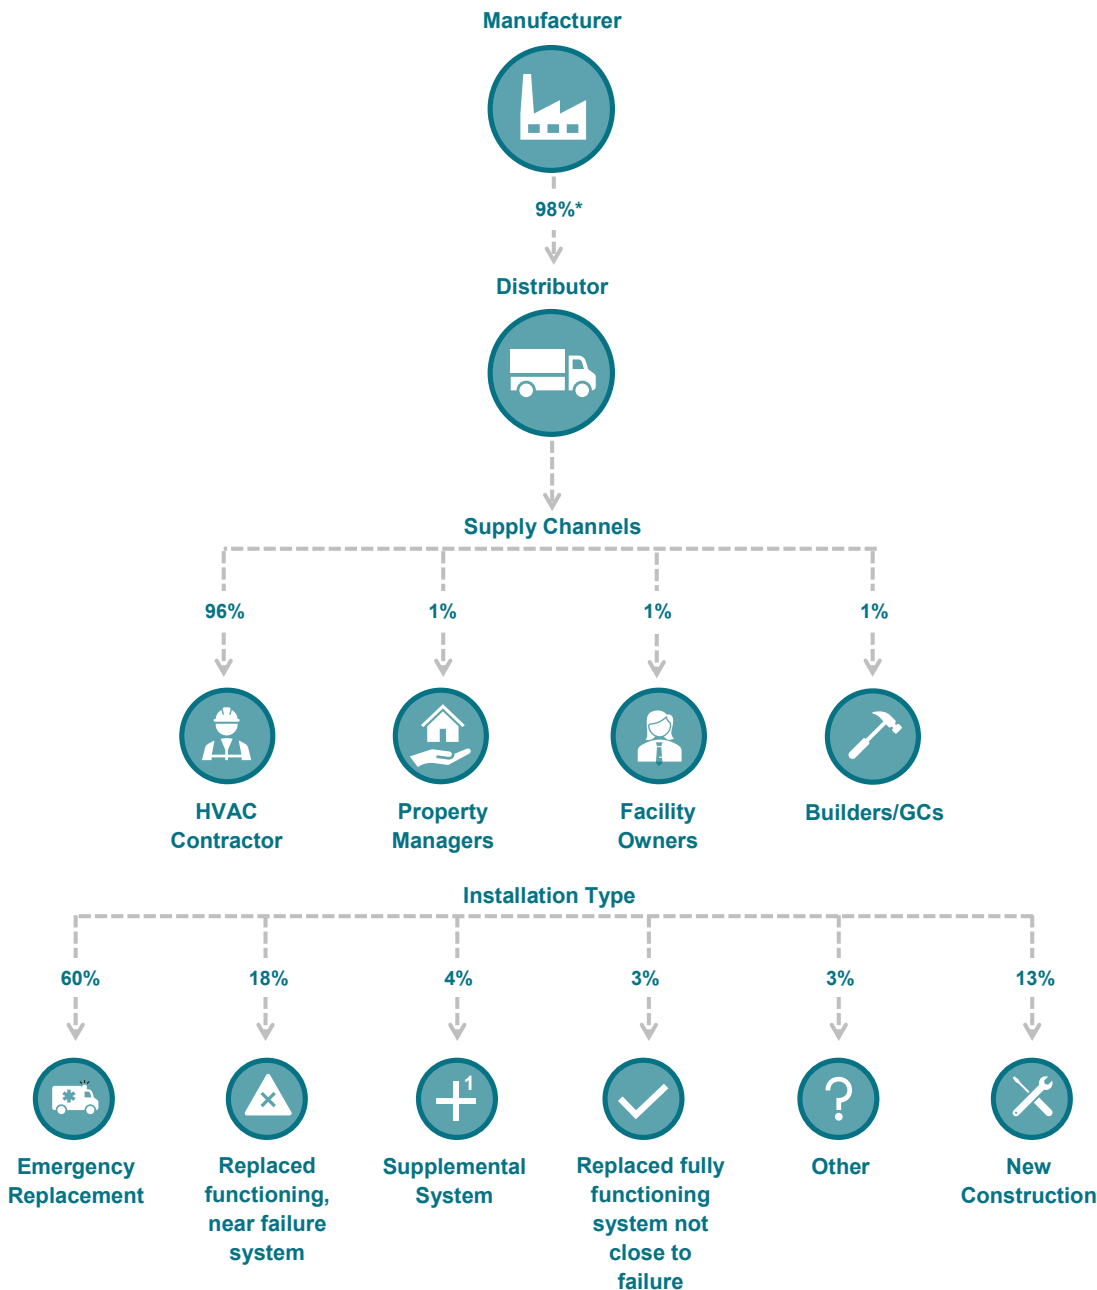 Manufacturer
98%*
Distributor
Supply Channels
96%
1%
1%
1%
HVAC
Contractor
Property
Managers
Facility
Owners
Builders/GCs
Installation Type
60%
18%
4%
3%
3%
13%
1
Emergency
Replacement
Replaced
functioning,
near failure
system
Supplemental
System
Replaced fully
functioning
system not
close to
failure
?
Other
New
Construction